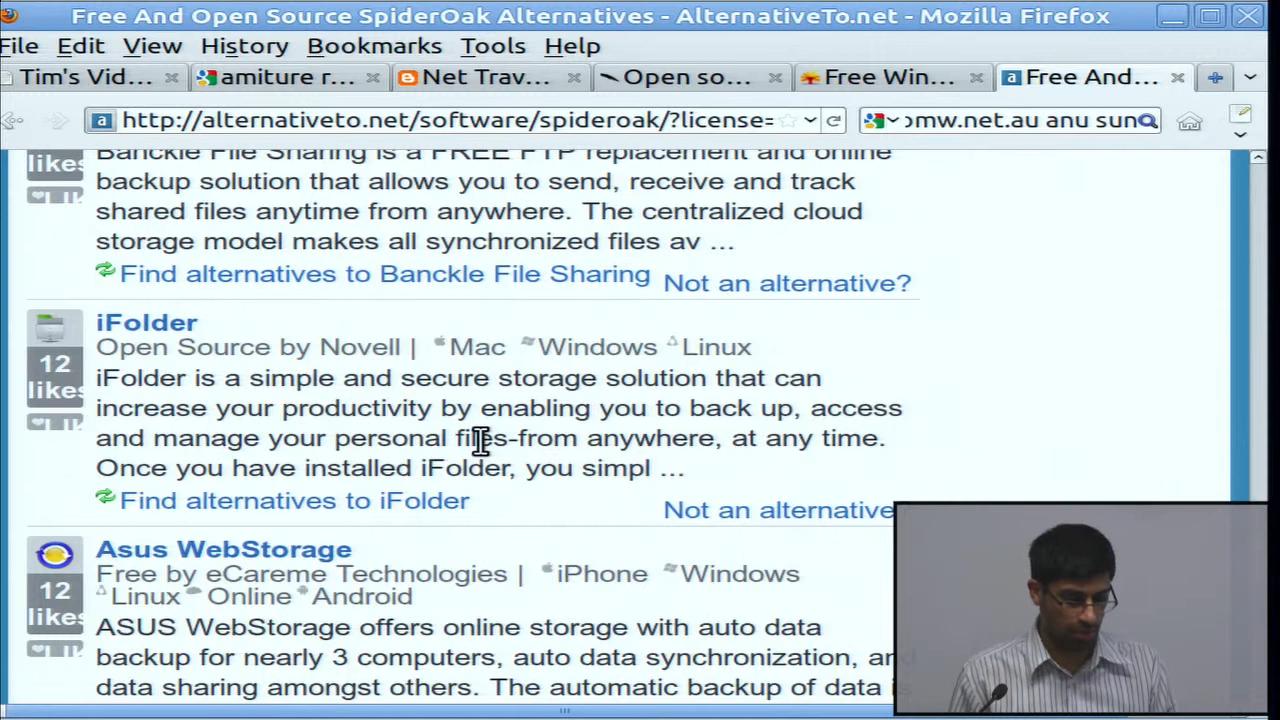 Free And Open Source SpiderOak Alternatives - AlternativeTo.net - Mozilla Firefox
File Edit View History Bookmarks Tools Help
Tim's Vid... amiture r... Net Trav... Open so... Free Win... Free And...
http://alternativeto.net/software/spideroak/?license= omw.net.au anu sun
likes
Banckle File Sharing is a FREE FTP replacement and online
backup solution that allows you to send, receive and track
shared files anytime from anywhere. The centralized cloud
storage model makes all synchronized files av ...
Find alternatives to Banckle File Sharing Not an alternative?
iFolder
Open Source by Novell | Mac Windows Linux
12
likes
iFolder is a simple and secure storage solution that can
increase your productivity by enabling you to back up, access
and manage your personal files-from anywhere, at any time.
Once you have installed iFolder, you simpl ...
Find alternatives to iFolder Not an alternative
Asus WebStorage
Free by eCareme Technologies | iPhone Windows
Linux Online Android
12
likes
ASUS WebStorage offers online storage with auto data
backup for nearly 3 computers, auto data synchronization, and
data sharing amongst others. The automatic backup of data is